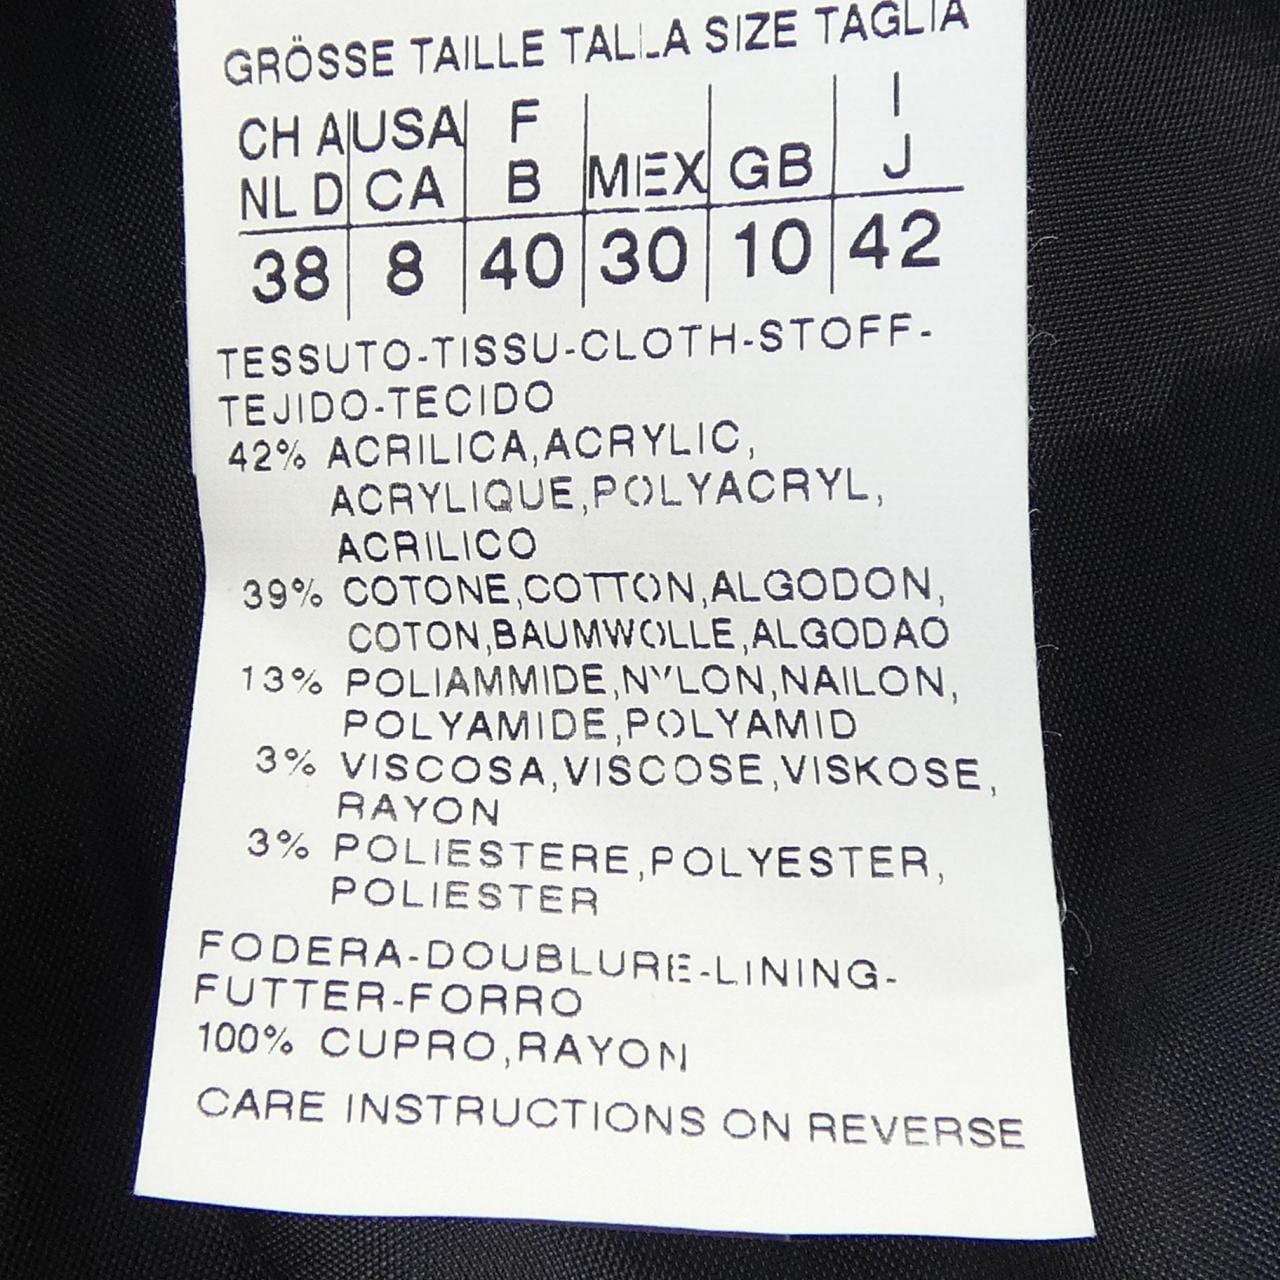 GRÖSSE TAILLE TALLA SIZE TAGLIA
CH A USA F MEX GB I
NL D CA B J
38 8 40 30 10 42
TESSUTO-TISSU-CLOTH-STOFF-
TEJIDO-TECIDO
42% ACRILICA,ACRYLIC,
ACRYLIQUE,POLYACRYL,
ACRILICO
39% COTONE,COTTON,ALGODON,
COTON,BAUMWOLLE,ALGODAO
13% POLIAMMIDE,NYLON,NAILON,
POLYAMIDE,POLYAMID
3% VISCOSA,VISCOSE,VISKOSE,
RAYON
3% POLIESTERE,POLYESTER,
POLIESTER
FODERA-DOUBLURE-LINING-
FUTTER-FORRO
100% CUPRO,RAYON
CARE INSTRUCTIONS ON REVERSE